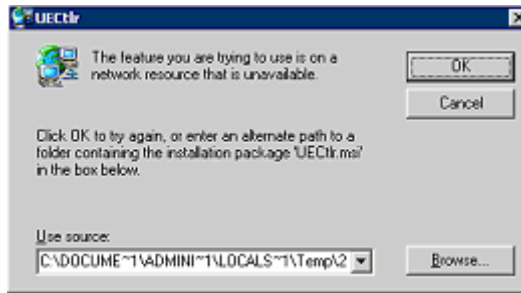 UECtlr
The feature you are trying to use is on a
network resource that is unavailable.
OK
Cancel
Click OK to try again, or enter an alternate path to a
folder containing the installation package 'UECtlr.msi'
in the box below.
Use source:
C:\DOCUME~1\ADMINI~1\LOCALS~1\Temp\2
Browse...